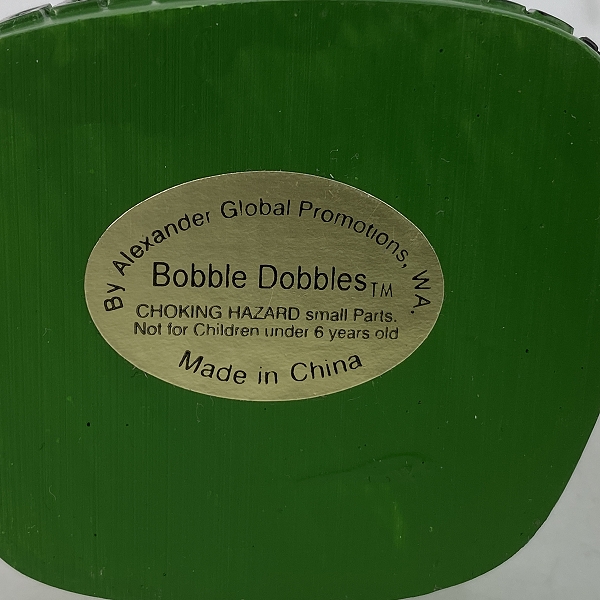 By Alexander Global Promotions, WA.
Bobble Dobbles TM
CHOKING HAZARD small Parts.
Not for Children under 6 years old
Made in China